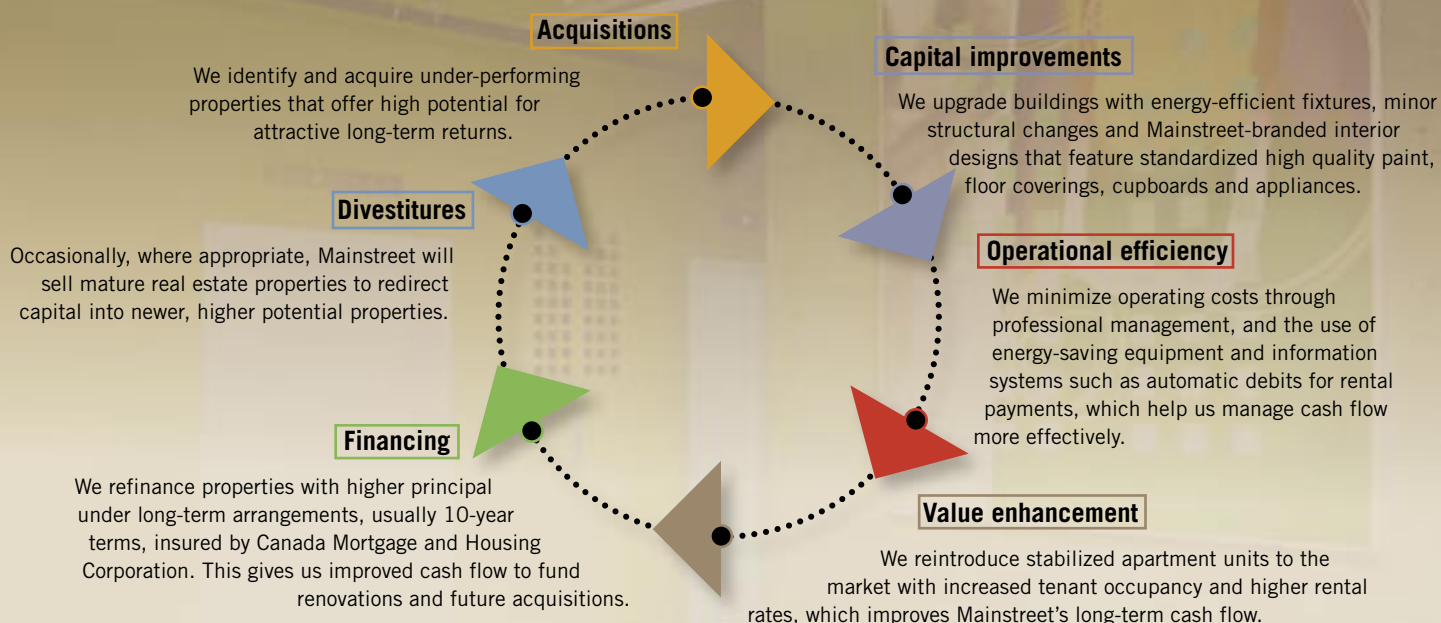 Acquisitions
We identify and acquire under-performing
properties that offer high potential for
attractive long-term returns.
Capital improvements
We upgrade buildings with energy-efficient fixtures, minor
structural changes and Mainstreet-branded interior
designs that feature standardized high quality paint,
floor coverings, cupboards and appliances.
Operational efficiency
We minimize operating costs through
professional management, and the use of
energy-saving equipment and information
systems such as automatic debits for rental
payments, which help us manage cash flow
more effectively.
Value enhancement
We reintroduce stabilized apartment units to the
market with increased tenant occupancy and higher rental
rates, which improves Mainstreet’s long-term cash flow.
Financing
We refinance properties with higher principal
under long-term arrangements, usually 10-year
terms, insured by Canada Mortgage and Housing
Corporation. This gives us improved cash flow to fund
renovations and future acquisitions.
Divestitures
Occasionally, where appropriate, Mainstreet will
sell mature real estate properties to redirect
capital into newer, higher potential properties.